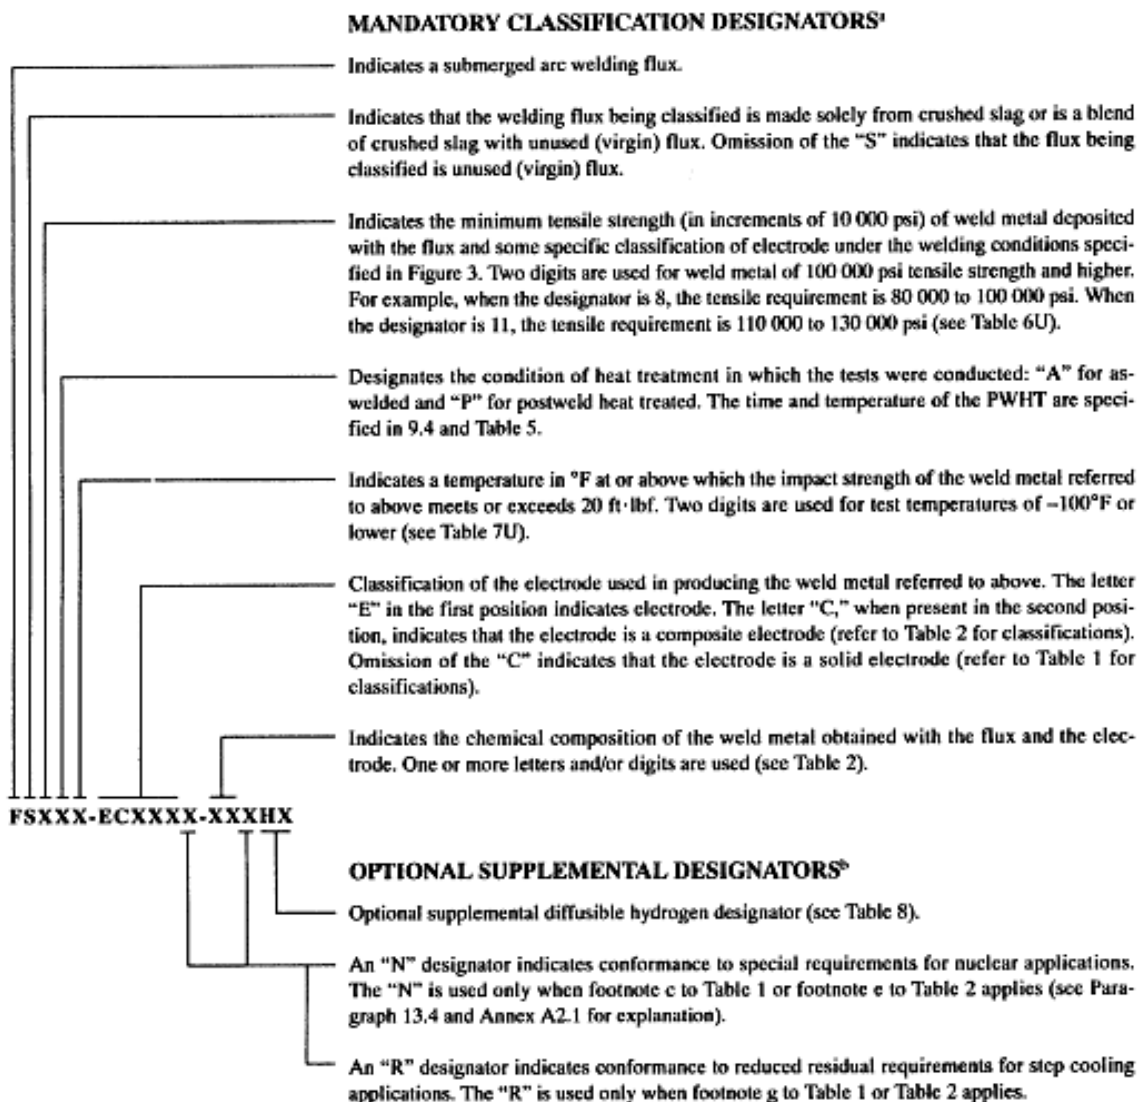 MANDATORY CLASSIFICATION DESIGNATORSᵃ
Indicates a submerged arc welding flux.
Indicates that the welding flux being classified is made solely from crushed slag or is a blend
of crushed slag with unused (virgin) flux. Omission of the “S” indicates that the flux being
classified is unused (virgin) flux.
Indicates the minimum tensile strength (in increments of 10 000 psi) of weld metal deposited
with the flux and some specific classification of electrode under the welding conditions speci-
fied in Figure 3. Two digits are used for weld metal of 100 000 psi tensile strength and higher.
For example, when the designator is 8, the tensile requirement is 80 000 to 100 000 psi. When
the designator is 11, the tensile requirement is 110 000 to 130 000 psi (see Table 6U).
Designates the condition of heat treatment in which the tests were conducted: “A” for as-
welded and “P” for postweld heat treated. The time and temperature of the PWHT are speci-
fied in 9.4 and Table 5.
Indicates a temperature in °F at or above which the impact strength of the weld metal referred
to above meets or exceeds 20 ft·lbf. Two digits are used for test temperatures of –100°F or
lower (see Table 7U).
Classification of the electrode used in producing the weld metal referred to above. The letter
“E” in the first position indicates electrode. The letter "C," when present in the second posi-
tion, indicates that the electrode is a composite electrode (refer to Table 2 for classifications).
Omission of the “C” indicates that the electrode is a solid electrode (refer to Table 1 for
classifications).
Indicates the chemical composition of the weld metal obtained with the flux and the elec-
trode. One or more letters and/or digits are used (see Table 2).
FSXXX-ECXXXX-XXXHX
OPTIONAL SUPPLEMENTAL DESIGNATORSᵇ
Optional supplemental diffusible hydrogen designator (see Table 8).
An “N” designator indicates conformance to special requirements for nuclear applications.
The “N” is used only when footnote c to Table 1 or footnote e to Table 2 applies (see Para-
graph 13.4 and Annex A2.1 for explanation).
An “R” designator indicates conformance to reduced residual requirements for step cooling
applications. The “R” is used only when footnote g to Table 1 or Table 2 applies.